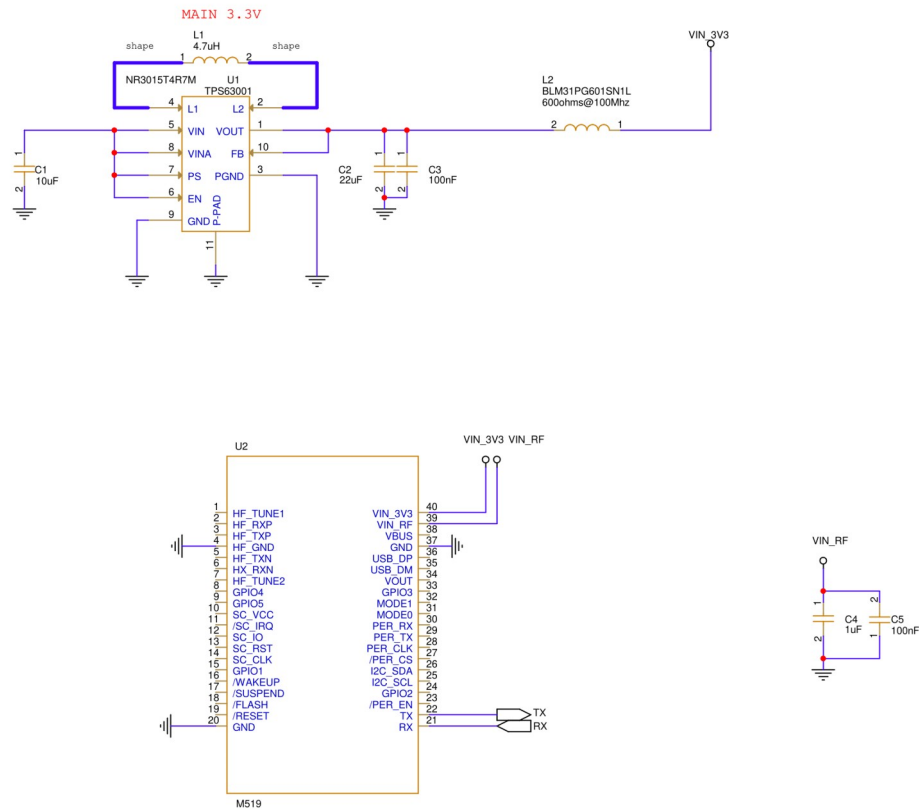 MAIN 3.3V
L1
4.7uH
shape
shape
1
2
NR3015T4R7M
U1
TPS63001
4
L1
L2
2
5
VIN
VOUT
1
8
VINA
FB
10
7
PS
PGND
3
6
EN
9
GND
P-PAD
11
1
2
C1
10uF
C2
22uF
1
2
1
2
C3
100nF
L2
BLM31PG601SN1L
600ohms@100Mhz
2
1
VIN_3V3
U2
VIN_3V3 VIN_RF
1 HF_TUNE1 VIN_3V3 40
2 HF_RXP VIN_RF 39
3 HF_TXP VBUS 38
4 HF_GND GND 37
5 HF_TXN USB_DP 36
6 HX_RXN USB_DM 35
7 HF_TUNE2 VOUT 34
8 GPIO4 GPIO3 33
9 GPIO5 MODE1 32
10 SC_VCC MODE0 31
11 /SC_IRQ PER_RX 30
12 SC_IO PER_TX 29
13 SC_RST PER_CLK 28
14 SC_CLK /PER_CS 27
15 GPIO1 I2C_SDA 26
16 /WAKEUP I2C_SCL 25
17 /SUSPEND GPIO2 24
18 /FLASH /PER_EN 23
19 /RESET TX 22 TX
20 GND RX 21 RX
M519
VIN_RF
1
2
C4
1uF
2
1
C5
100nF